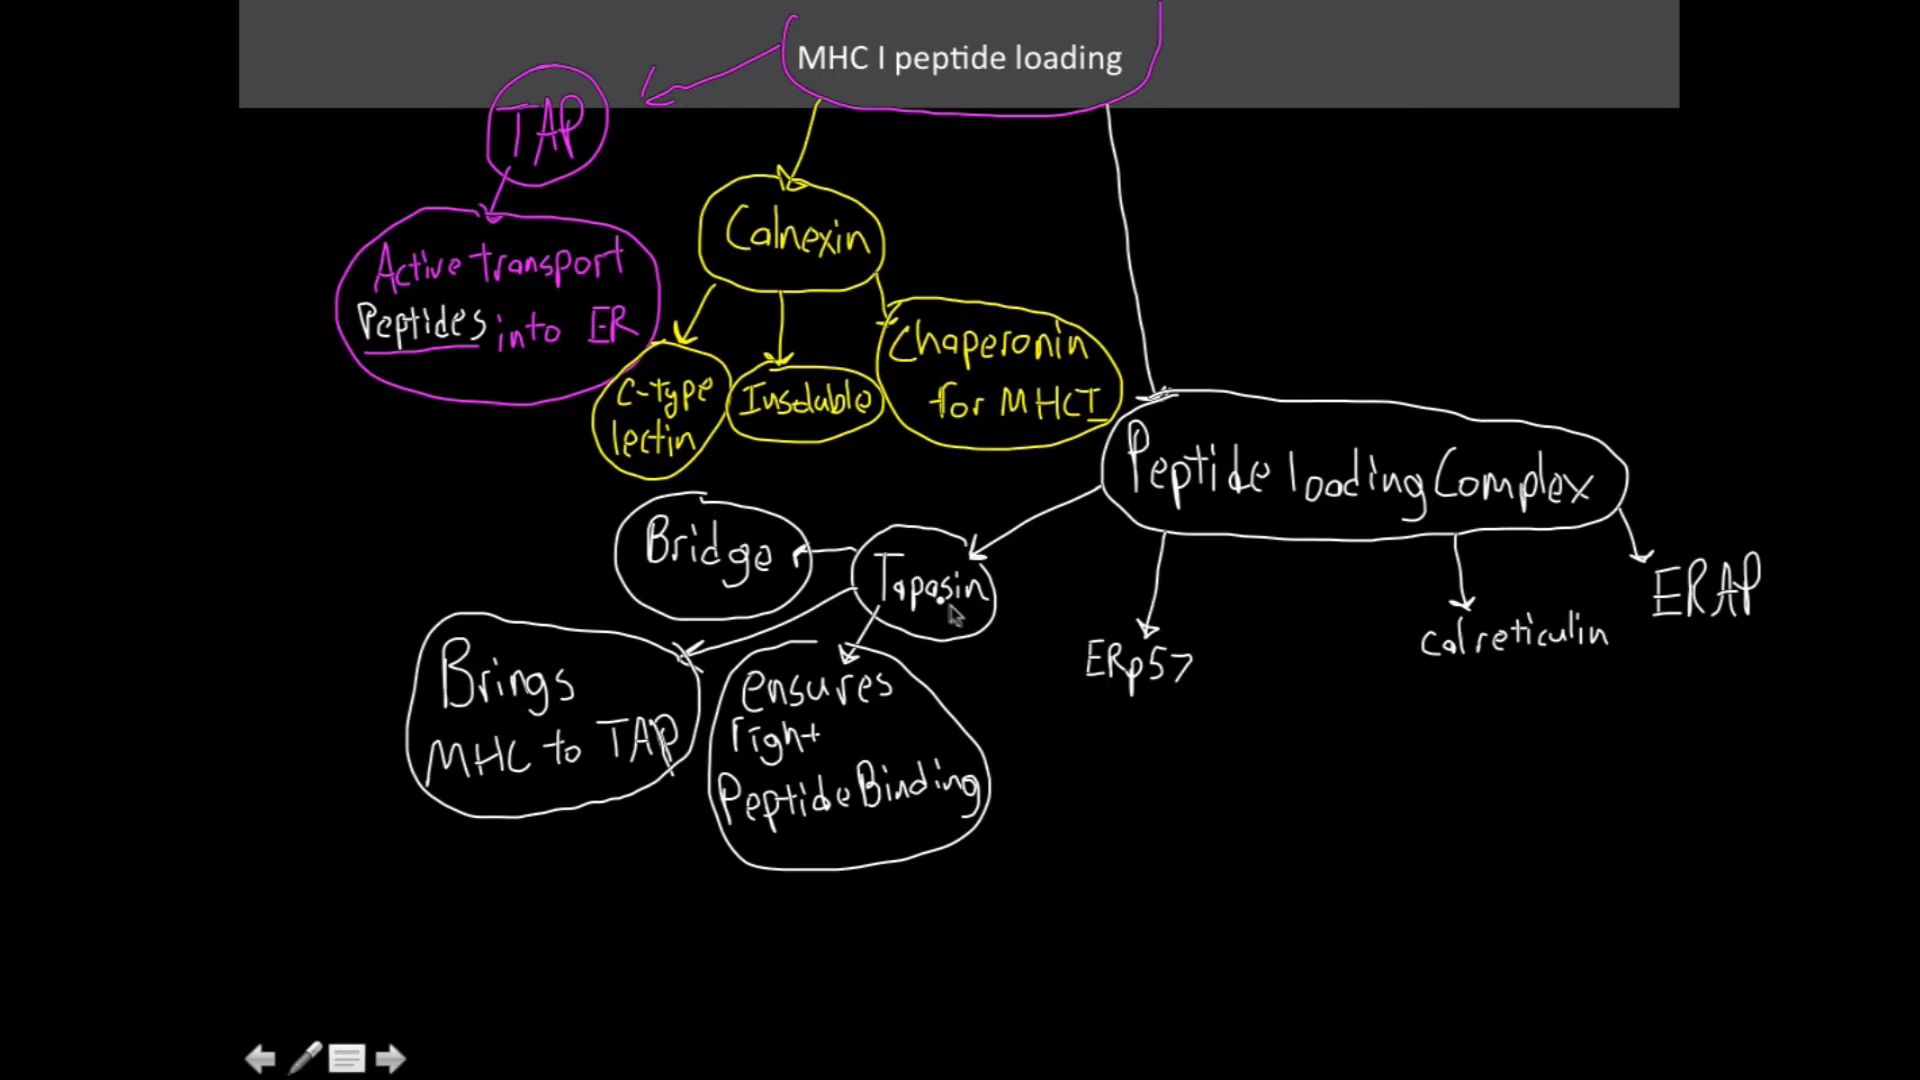 MHC I peptide loading
TAP
Active transport
Peptides into ER
Calnexin
C-type
lectin
Insoluble
Chaperonin
for MHCI
Peptide loading Complex
Bridge
Tapasin
Brings
MHC to TAP
ensures
right
Peptide Binding
ERp57
calreticulin
ERAP